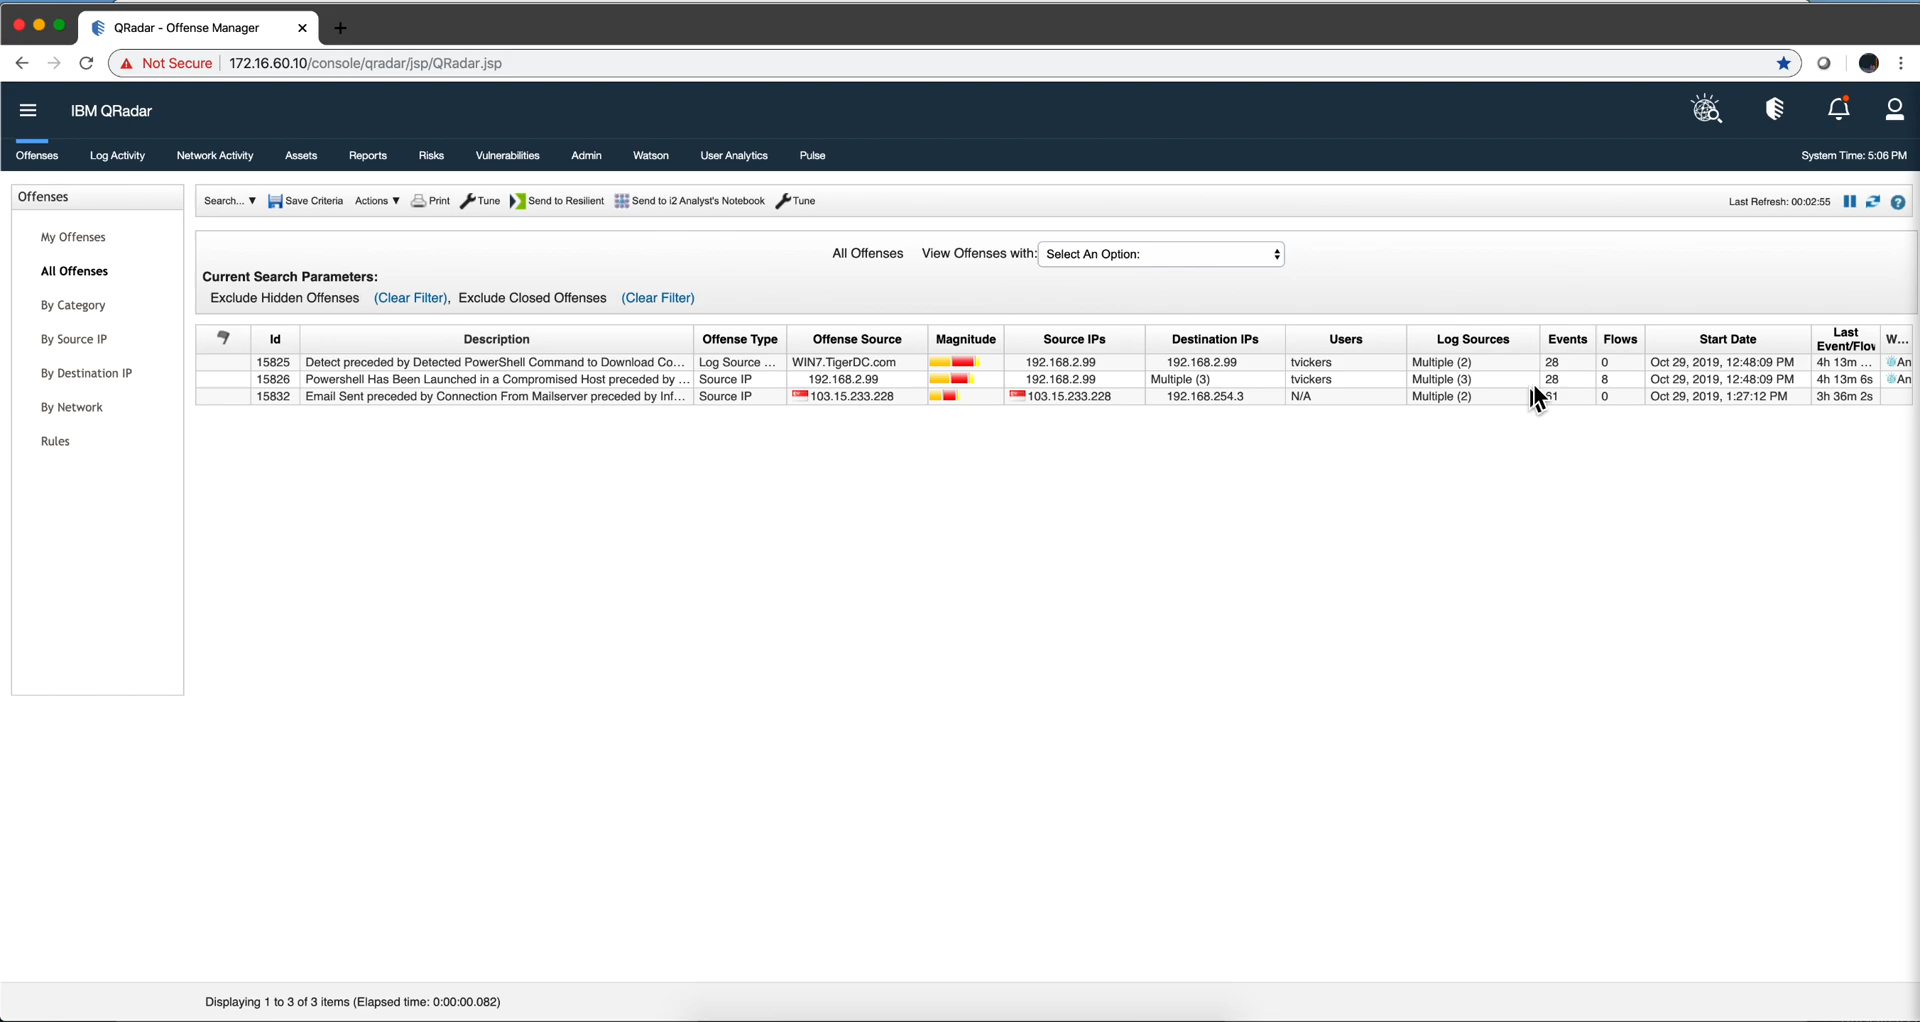 QRadar - Offense Manager
Not Secure 172.16.60.10/console/qradar/jsp/QRadar.jsp
IBM QRadar
Offenses Log Activity Network Activity Assets Reports Risks Vulnerabilities Admin Watson User Analytics Pulse System Time: 5:06 PM
Offenses
My Offenses
All Offenses
By Category
By Source IP
By Destination IP
By Network
Rules
Search... ▼ Save Criteria Actions ▼ Print Tune Send to Resilient Send to i2 Analyst's Notebook Tune Last Refresh: 00:02:55
All Offenses View Offenses with: Select An Option:
Current Search Parameters:
Exclude Hidden Offenses (Clear Filter), Exclude Closed Offenses (Clear Filter)
Id Description Offense Type Offense Source Magnitude Source IPs Destination IPs Users Log Sources Events Flows Start Date Last Event/Flow W...
15825 Detect preceded by Detected PowerShell Command to Download Co... Log Source ... WIN7.TigerDC.com 192.168.2.99 192.168.2.99 tvickers Multiple (2) 28 0 Oct 29, 2019, 12:48:09 PM 4h 13m ... An
15826 Powershell Has Been Launched in a Compromised Host preceded by ... Source IP 192.168.2.99 192.168.2.99 Multiple (3) tvickers Multiple (3) 28 8 Oct 29, 2019, 12:48:09 PM 4h 13m 6s An
15832 Email Sent preceded by Connection From Mailserver preceded by Inf... Source IP 103.15.233.228 103.15.233.228 192.168.254.3 N/A Multiple (2) 0 Oct 29, 2019, 1:27:12 PM 3h 36m 2s
Displaying 1 to 3 of 3 items (Elapsed time: 0:00:00.082)